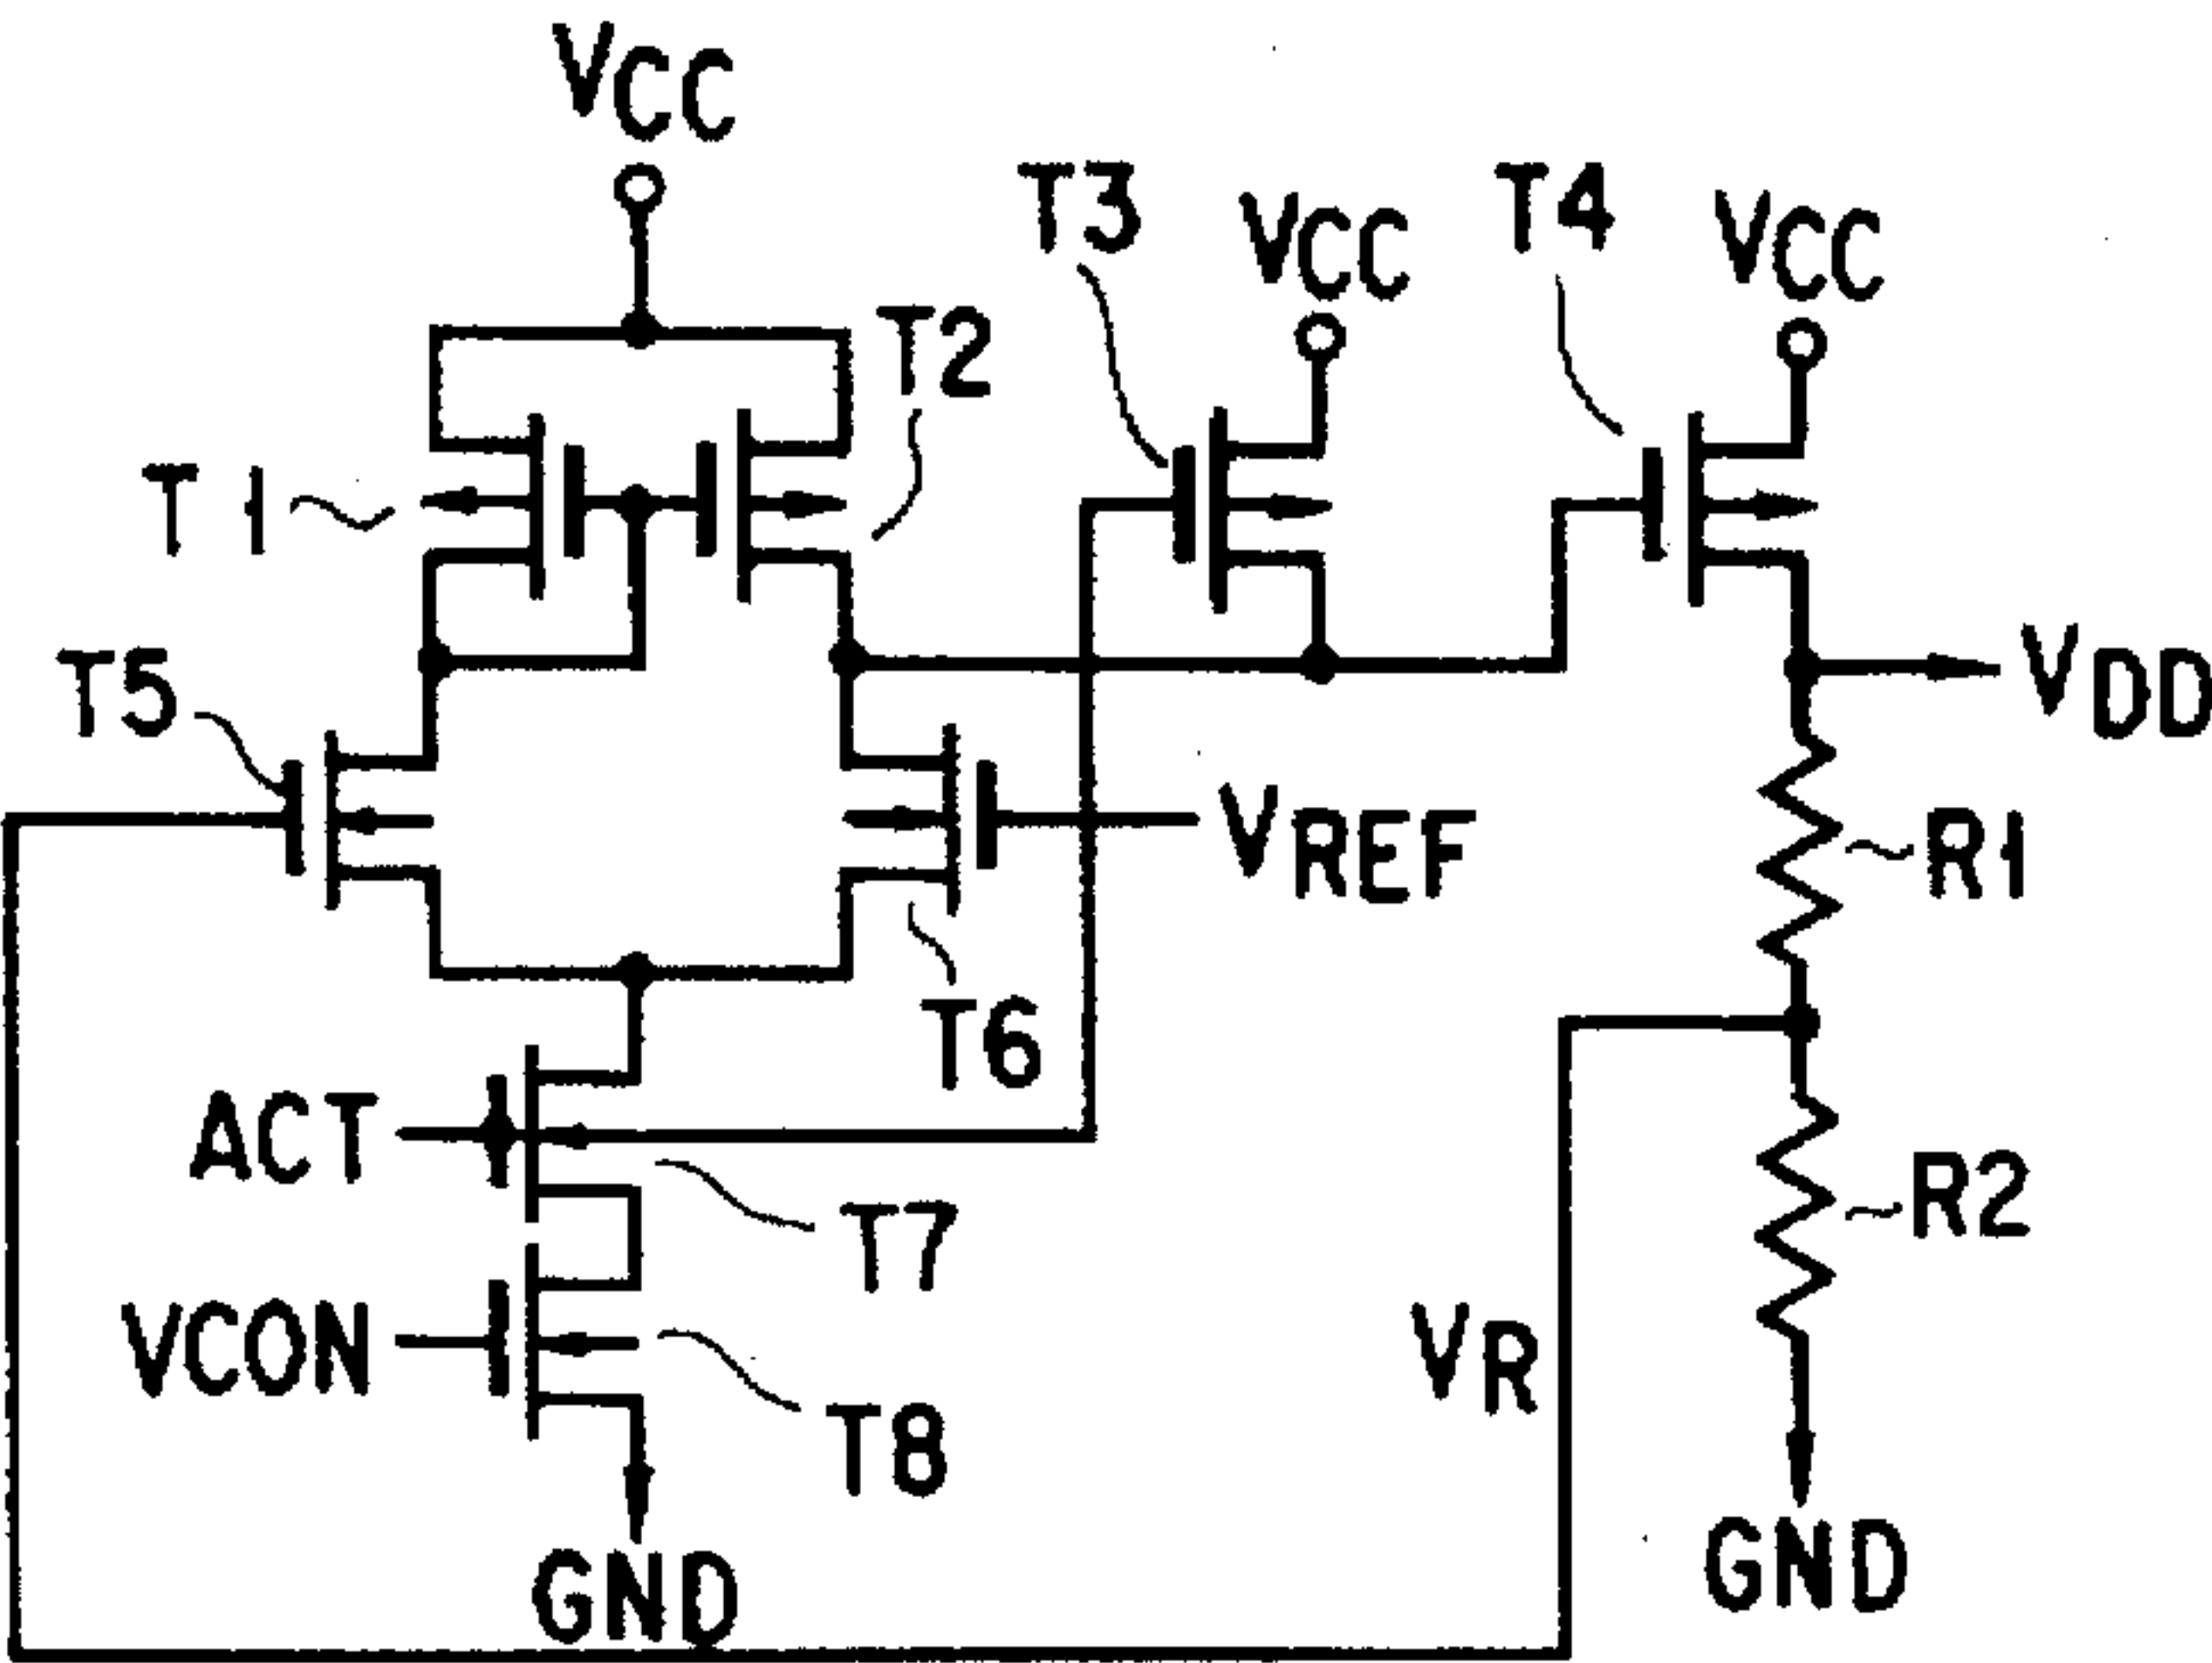 VCC
T3
VCC
T4
VCC
T2
T1
T5
VDD
VREF
R1
T6
ACT
T7
R2
VCON
VR
T8
GND
GND